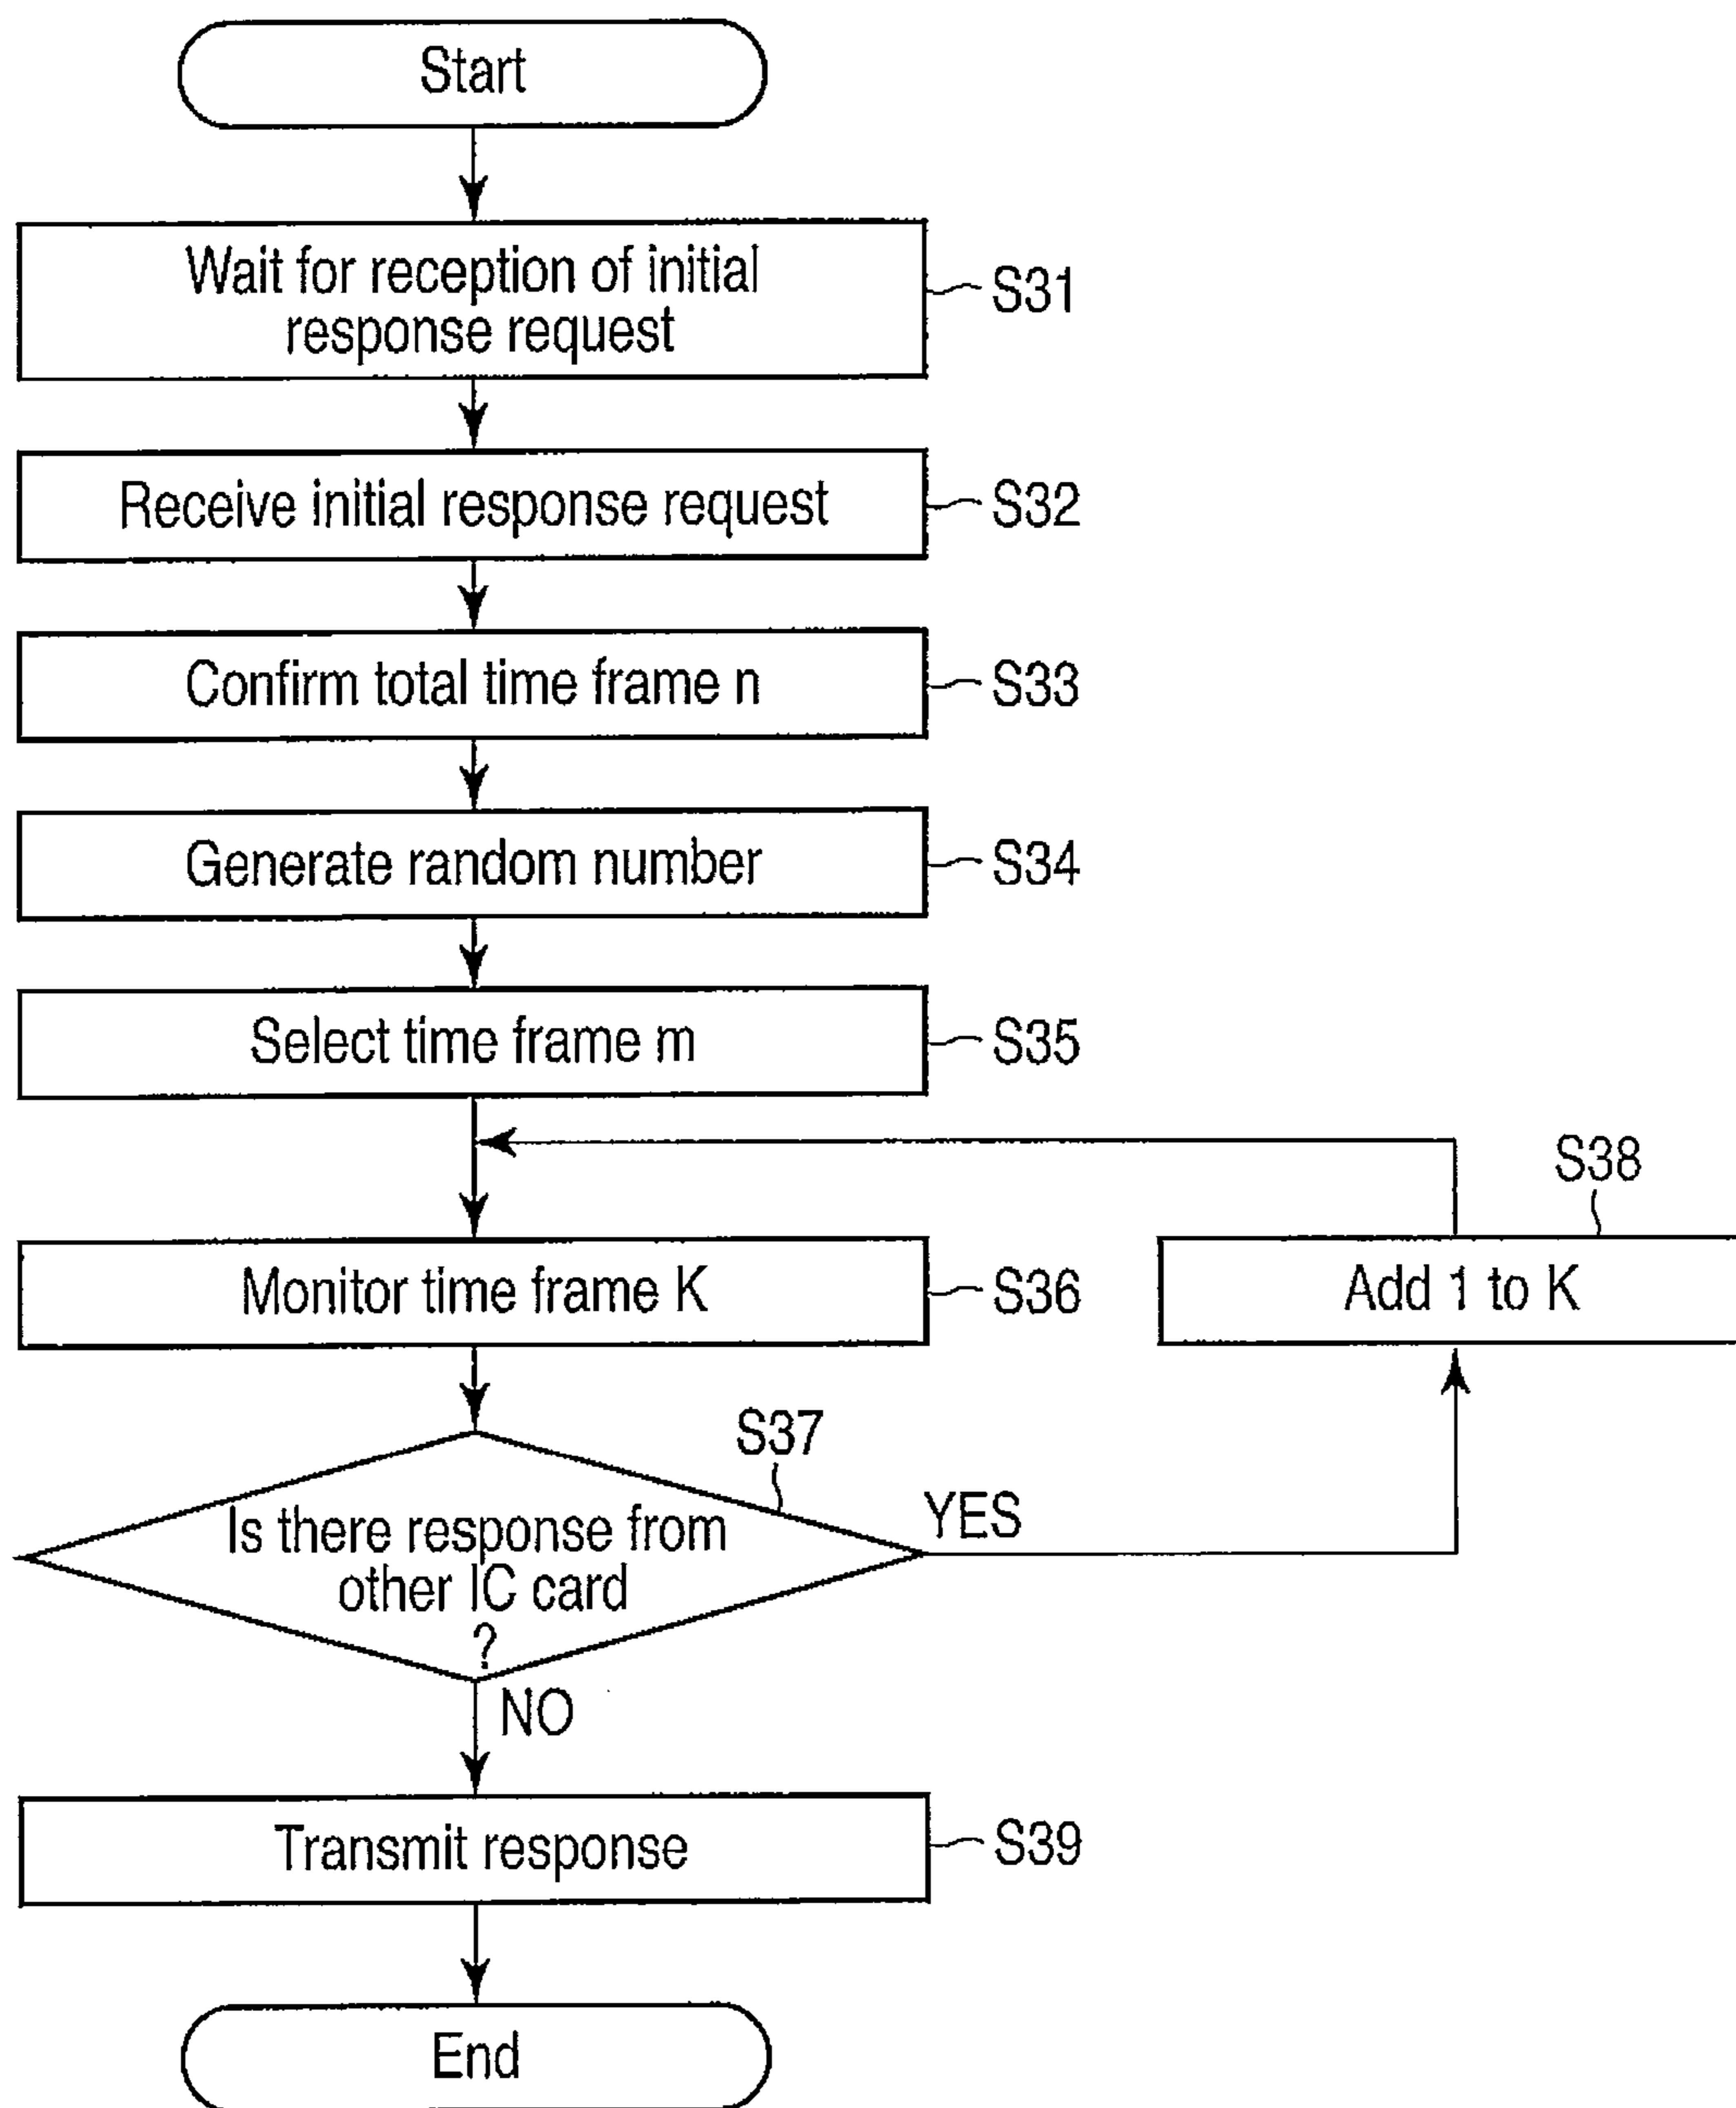 Start
Wait for reception of initial
response request
S31
Receive initial response request
S32
Confirm total time frame n
S33
Generate random number
S34
Select time frame m
S35
S38
Monitor time frame K
S36
Add 1 to K
S37
Is there response from
other IC card
?
YES
NO
Transmit response
S39
End